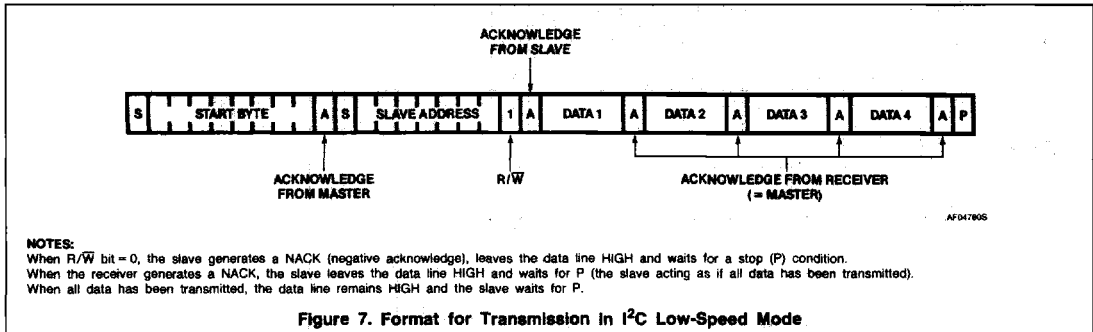 ACKNOWLEDGE
FROM SLAVE
S START BYTE A S SLAVE ADDRESS 1 A DATA 1 A DATA 2 A DATA 3 A DATA 4 A P
ACKNOWLEDGE
FROM MASTER
R/W̅
ACKNOWLEDGE FROM RECEIVER
(= MASTER)
AF04780S
NOTES:
When R/W̅ bit = 0, the slave generates a NACK (negative acknowledge), leaves the data line HIGH and waits for a stop (P) condition.
When the receiver generates a NACK, the slave leaves the data line HIGH and waits for P (the slave acting as if all data has been transmitted).
When all data has been transmitted, the data line remains HIGH and the slave waits for P.
Figure 7. Format for Transmission in I²C Low-Speed Mode